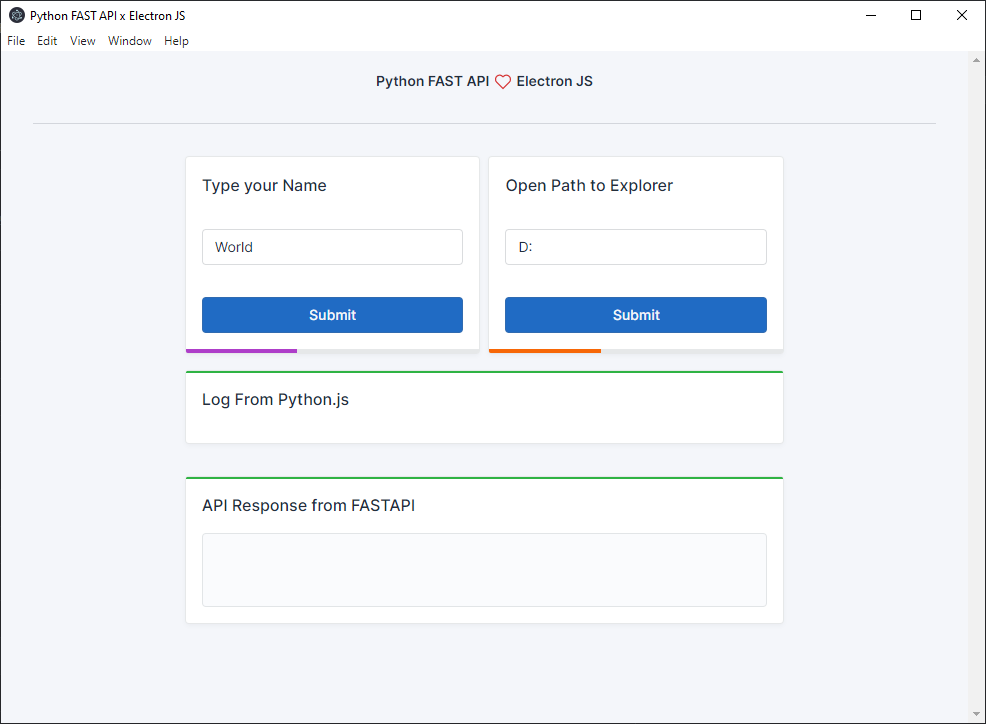 Python FAST API x Electron JS
File Edit View Window Help
Python FAST API Electron JS
Type your Name
World
Submit
Open Path to Explorer
D:
Submit
Log From Python.js
API Response from FASTAPI